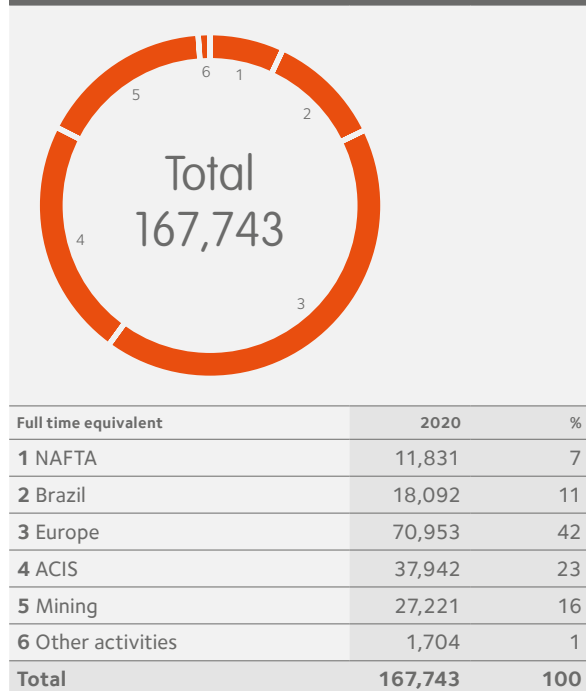 6
1
5
2
Total
167,743
4
3
Full time equivalent 2020 %
1 NAFTA 11,831 7
2 Brazil 18,092 11
3 Europe 70,953 42
4 ACIS 37,942 23
5 Mining 27,221 16
6 Other activities 1,704 1
Total 167,743 100